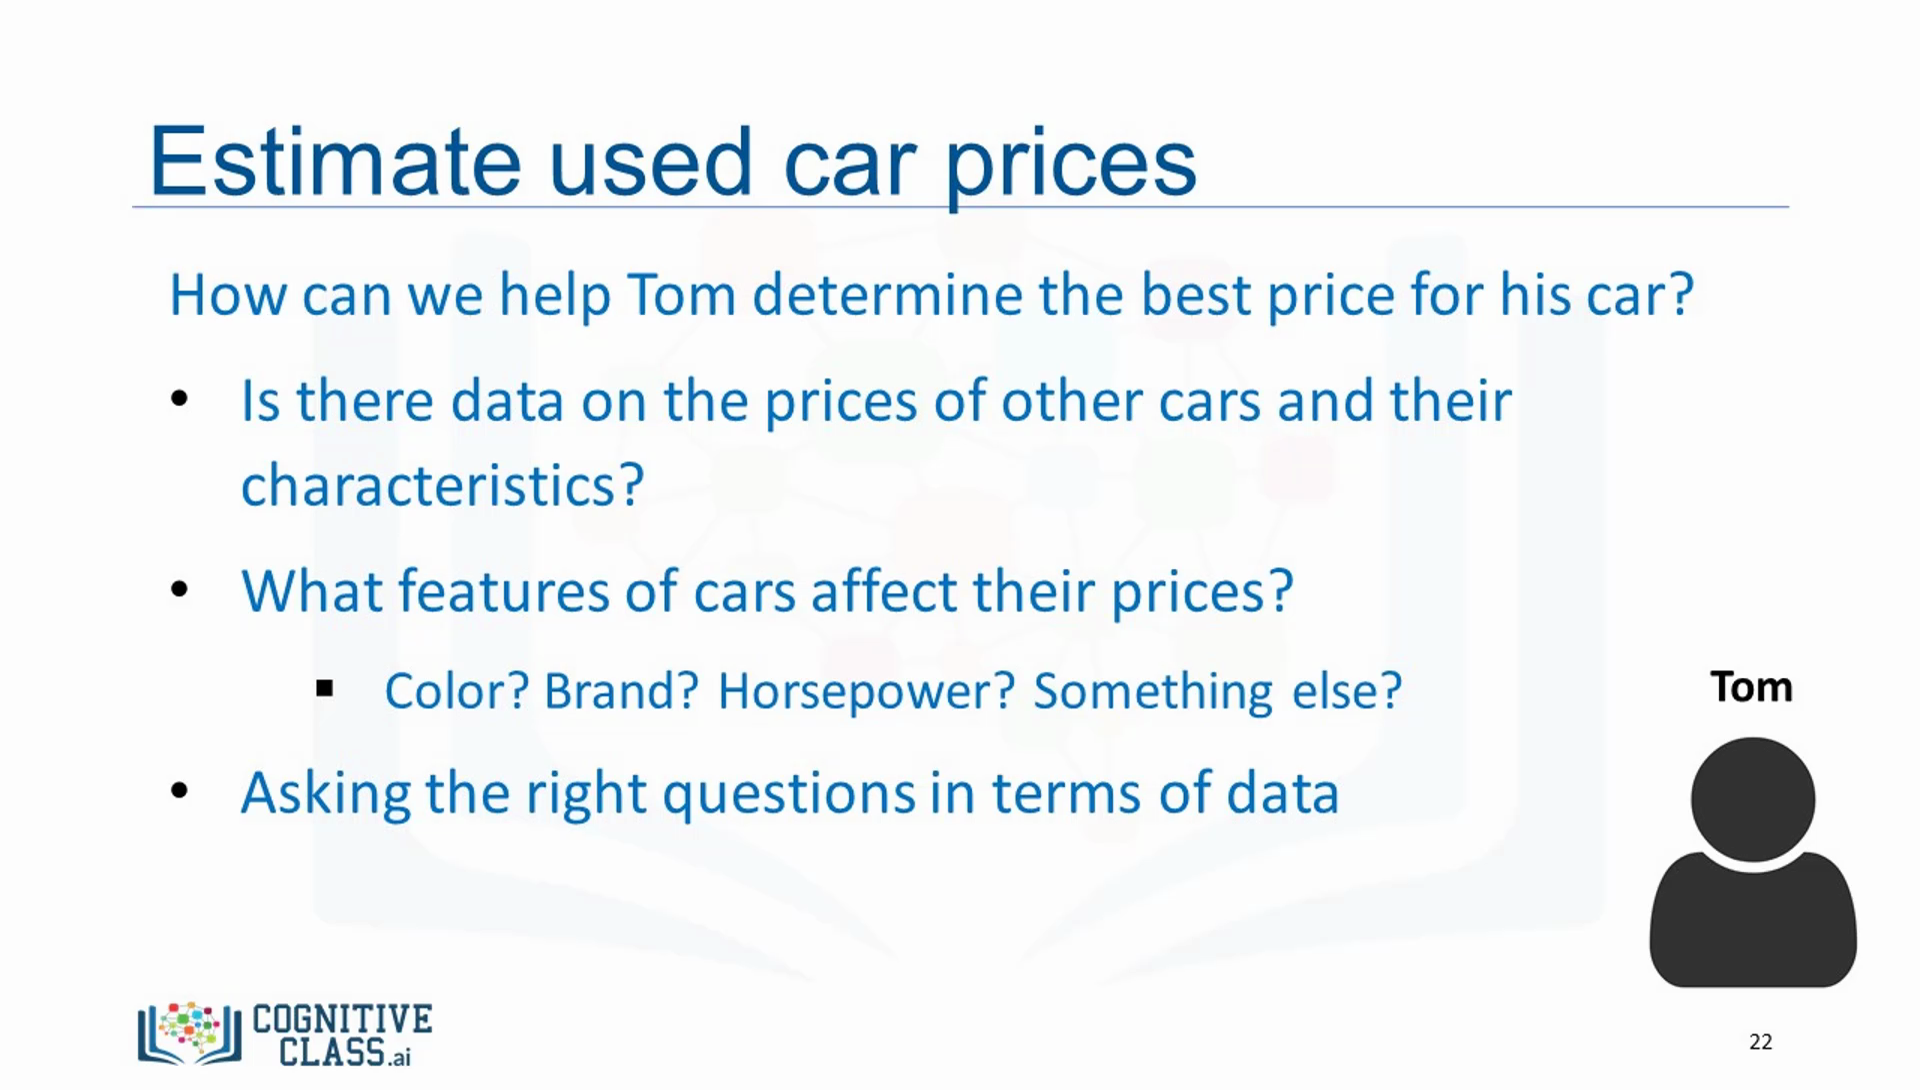 Estimate used car prices
How can we help Tom determine the best price for his car?
• Is there data on the prices of other cars and their
characteristics?
• What features of cars affect their prices?
▪ Color? Brand? Horsepower? Something else?
• Asking the right questions in terms of data
Tom
COGNITIVE
CLASS.ai
22